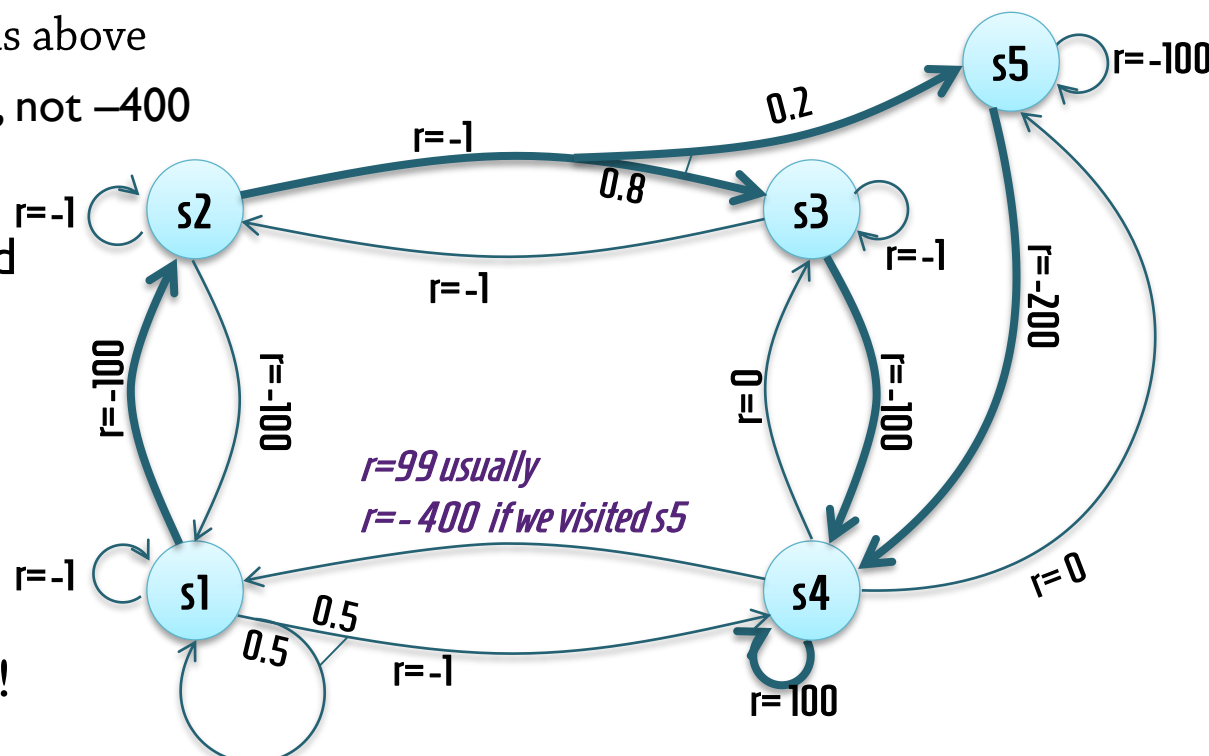 is above
, not –400
d
!
s5
r= -100
0.2
r= -1
0.8
s2
r= -1
s3
r= -1
r= -1
r=-200
r=-100
r=-100
r=0
r=-100
r=99 usually
r= - 400 if we visited s5
r= -1
s1
s4
r= 0
0.5
0.5
r= -1
r= 100